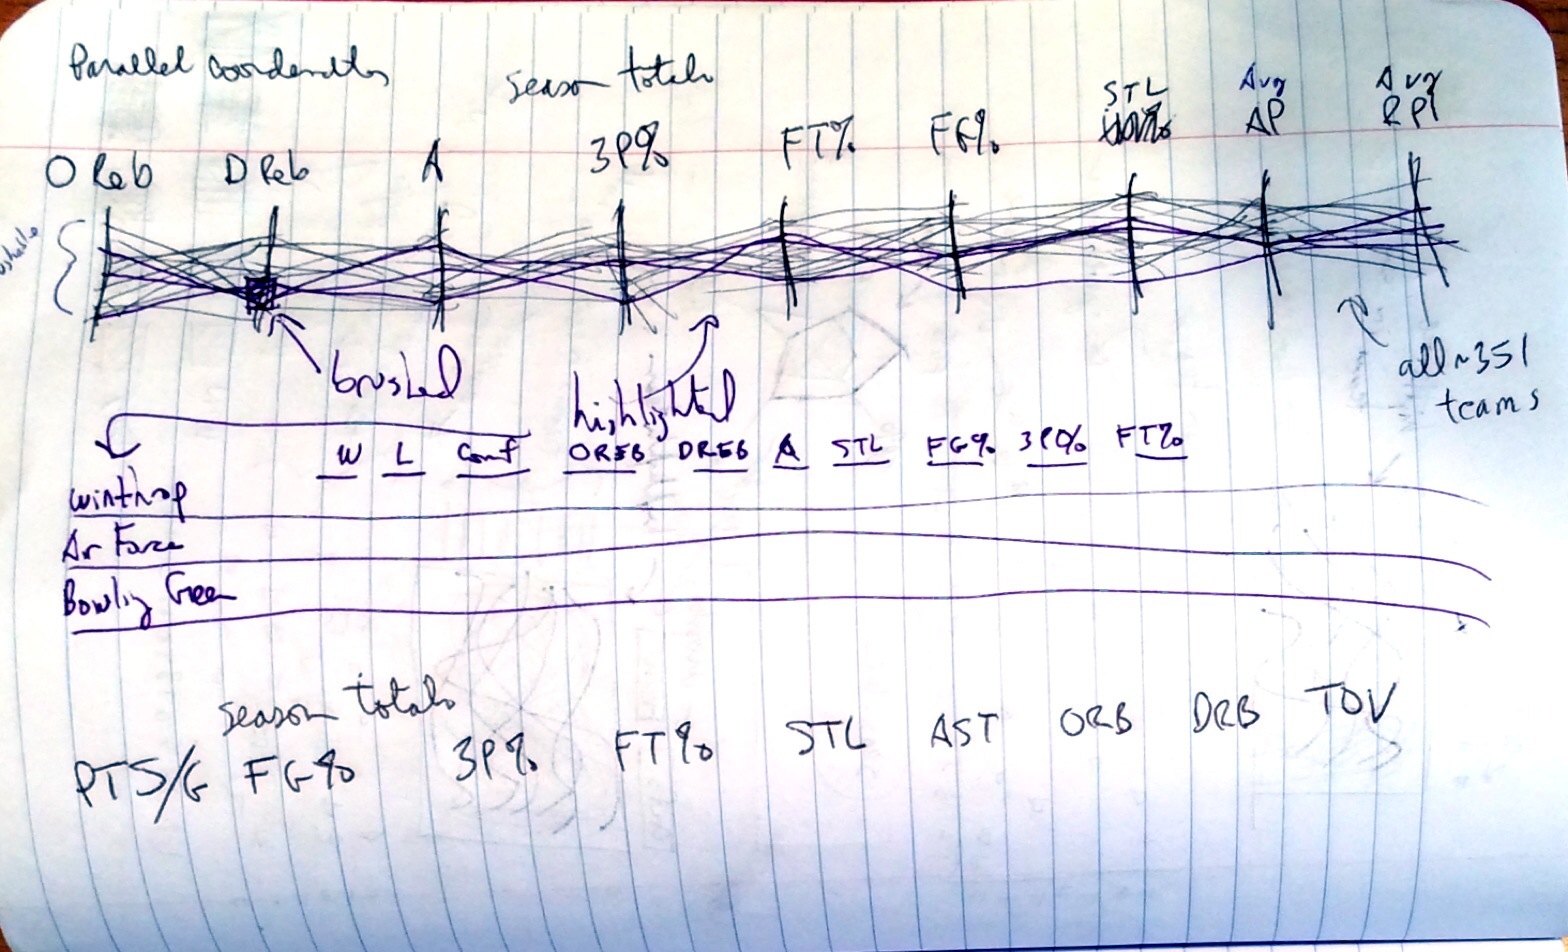 Parallel coordinates
season totals
O Reb D Reb A 3P% FT% FG% STL Avg AP Avg RPI
brushed
highlighted
all ~351 teams
W L Conf OREB DREB A STL FG% 3P% FT%
Winthrop
Air Force
Bowling Green
season totals
PTS/G FG% 3P% FT% STL AST ORB DRB TOV